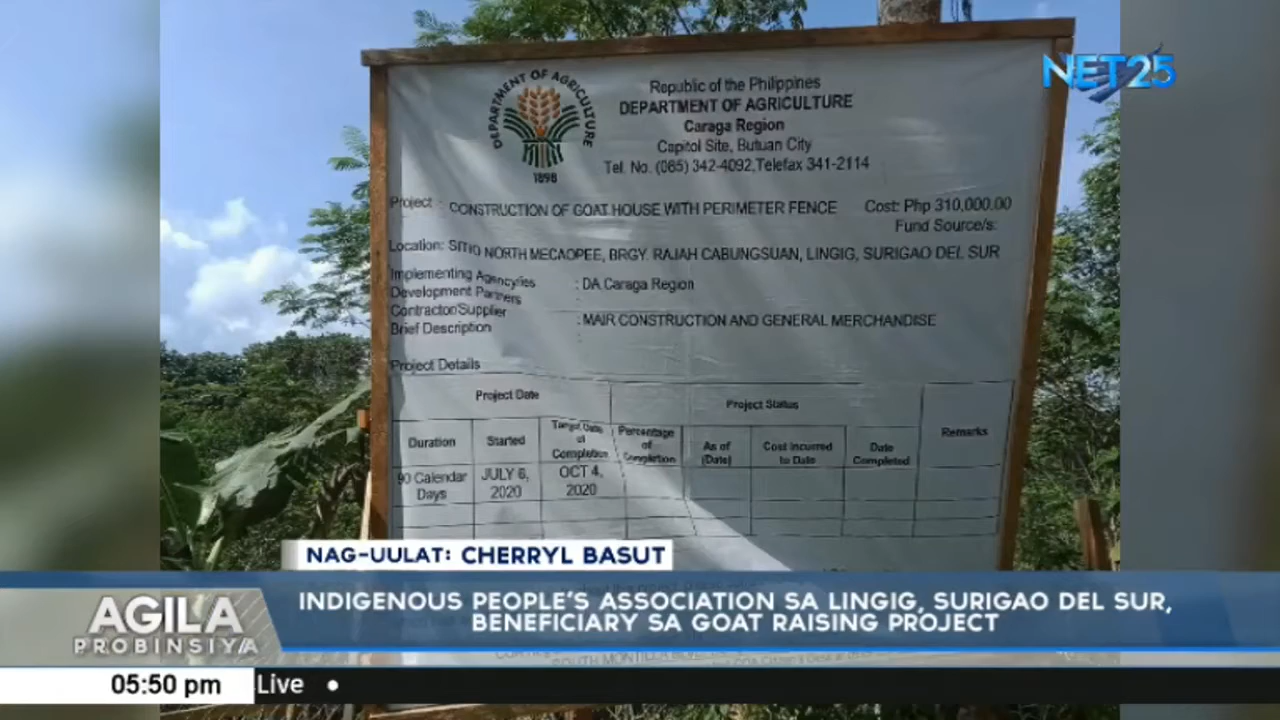 NET25
DEPARTMENT OF AGRICULTURE
1898
Republic of the Philippines
DEPARTMENT OF AGRICULTURE
Caraga Region
Capitol Site, Butuan City
Tel. No. (085) 342-4092,Telefax 341-2114
Project : CONSTRUCTION OF GOAT HOUSE WITH PERIMETER FENCE Cost: Php 310,000.00
Fund Source/s:
Location: SITIO NORTH MECAOPEE, BRGY. RAJAH CABUNGSUAN, LINGIG, SURIGAO DEL SUR
Implementing Agency/ies : DA Caraga Region
Development Partners :
Contractor/Supplier : MAIR CONSTRUCTION AND GENERAL MERCHANDISE
Brief Description
Project Details
Project Date Project Status Remarks
Duration Started Target Date of Completion Percentage of Completion As of (Date) Cost Incurred to Date Date Completed
90 Calendar Days JULY 6, 2020 OCT 4, 2020
NAG-UULAT: CHERRYL BASUT
AGILA PROBINSIYA
INDIGENOUS PEOPLE'S ASSOCIATION SA LINGIG, SURIGAO DEL SUR,
BENEFICIARY SA GOAT RAISING PROJECT
05:50 pm Live •